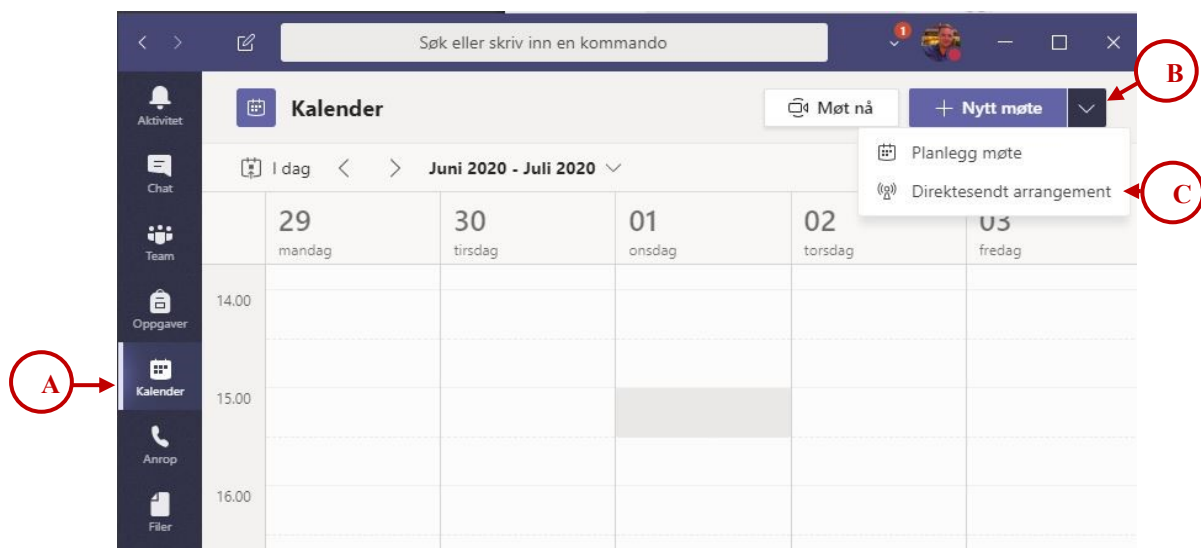 Søk eller skriv inn en kommando
1
B
Aktivitet
Kalender
Møt nå
Nytt møte
Planlegg møte
Chat
I dag
Juni 2020 - Juli 2020
Direktesendt arrangement
C
Team
29
30
01
02
03
mandag
tirsdag
onsdag
torsdag
fredag
Oppgaver
14.00
A
Kalender
15.00
Anrop
16.00
Filer